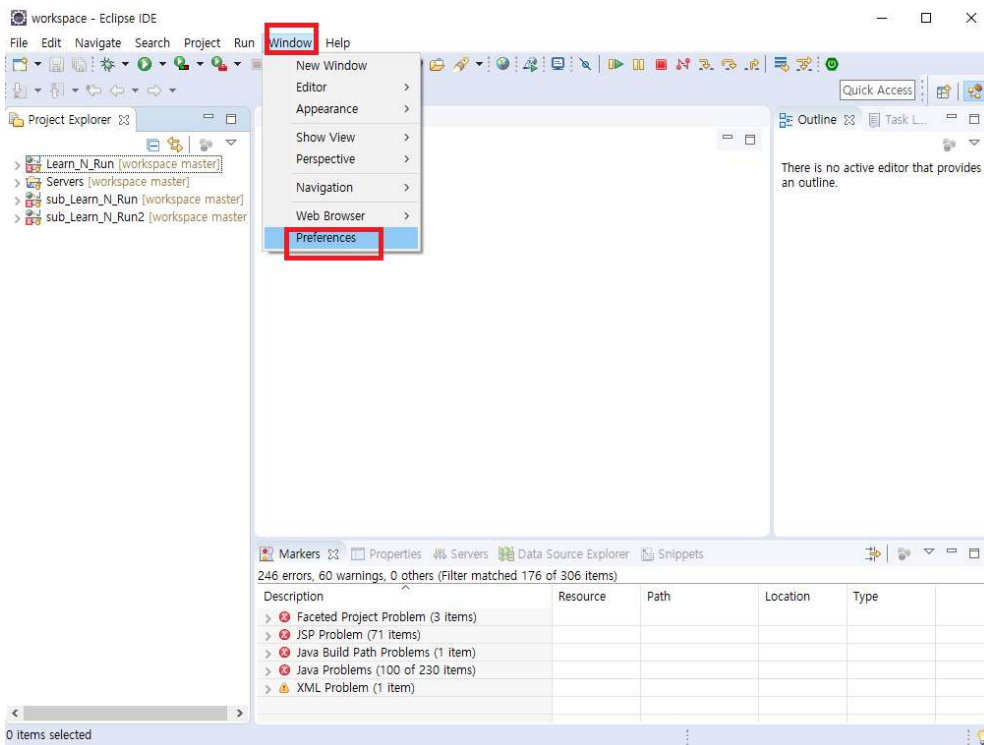 workspace - Eclipse IDE
File Edit Navigate Search Project Run Window Help
New Window
Editor
Appearance
Show View
Perspective
Navigation
Web Browser
Preferences
Quick Access
Project Explorer
Learn_N_Run [workspace master]
Servers [workspace master]
sub_Learn_N_Run [workspace master]
sub_Learn_N_Run2 [workspace master
Outline Task L...
There is no active editor that provides
an outline.
Markers Properties Servers Data Source Explorer Snippets
246 errors, 60 warnings, 0 others (Filter matched 176 of 306 items)
Description Resource Path Location Type
Faceted Project Problem (3 items)
JSP Problem (71 items)
Java Build Path Problems (1 item)
Java Problems (100 of 230 items)
XML Problem (1 item)
0 items selected